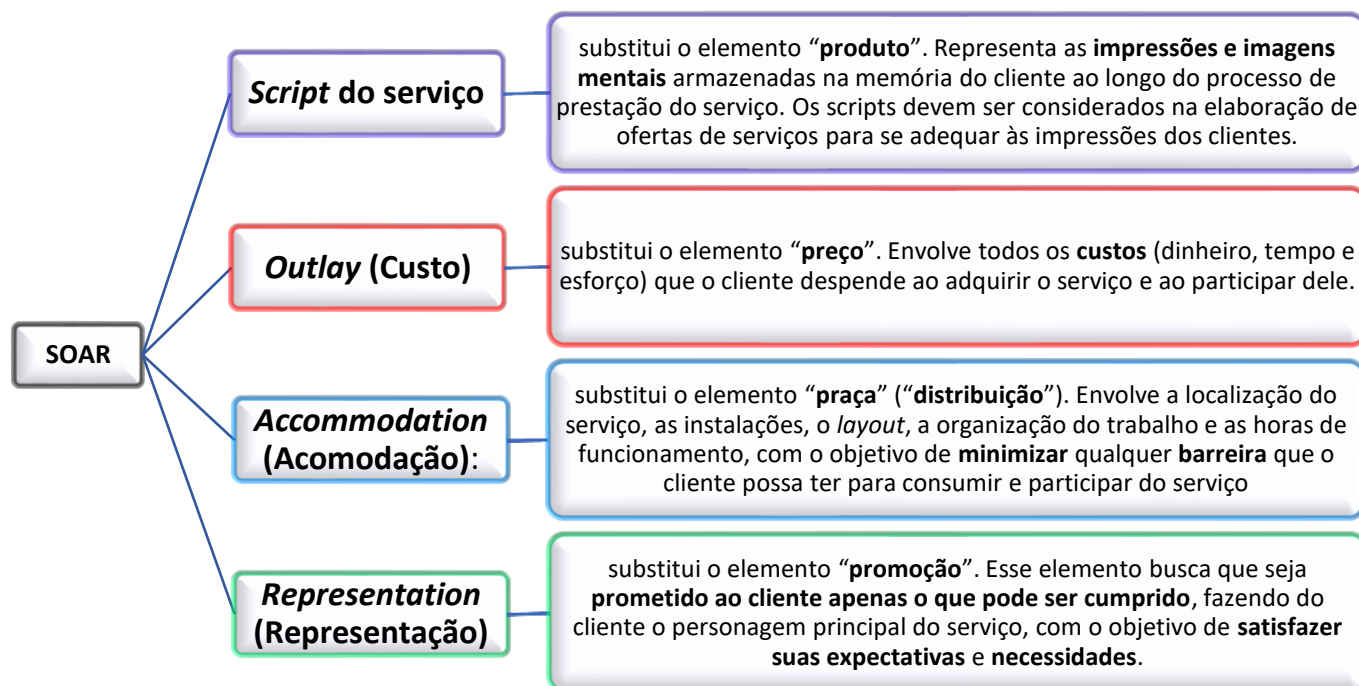 SOAR
Script do serviço
substitui o elemento “produto”. Representa as impressões e imagens
mentais armazenadas na memória do cliente ao longo do processo de
prestação do serviço. Os scripts devem ser considerados na elaboração de
ofertas de serviços para se adequar às impressões dos clientes.
Outlay (Custo)
substitui o elemento “preço”. Envolve todos os custos (dinheiro, tempo e
esforço) que o cliente despende ao adquirir o serviço e ao participar dele.
Accommodation
(Acomodação):
substitui o elemento “praça” (“distribuição”). Envolve a localização do
serviço, as instalações, o layout, a organização do trabalho e as horas de
funcionamento, com o objetivo de minimizar qualquer barreira que o
cliente possa ter para consumir e participar do serviço
Representation
(Representação)
substitui o elemento “promoção”. Esse elemento busca que seja
prometido ao cliente apenas o que pode ser cumprido, fazendo do
cliente o personagem principal do serviço, com o objetivo de satisfazer
suas expectativas e necessidades.